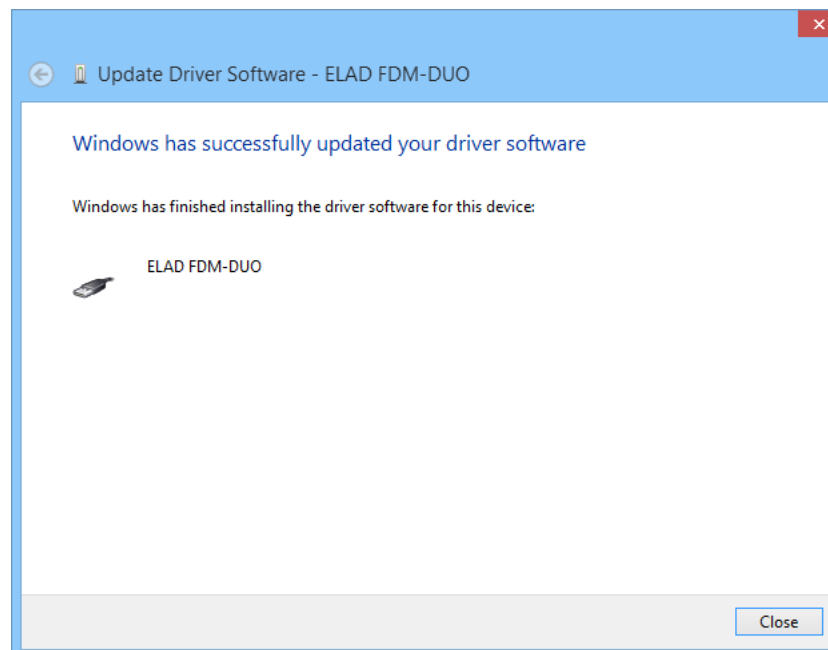 Update Driver Software - ELAD FDM-DUO
Windows has successfully updated your driver software
Windows has finished installing the driver software for this device:
ELAD FDM-DUO
Close